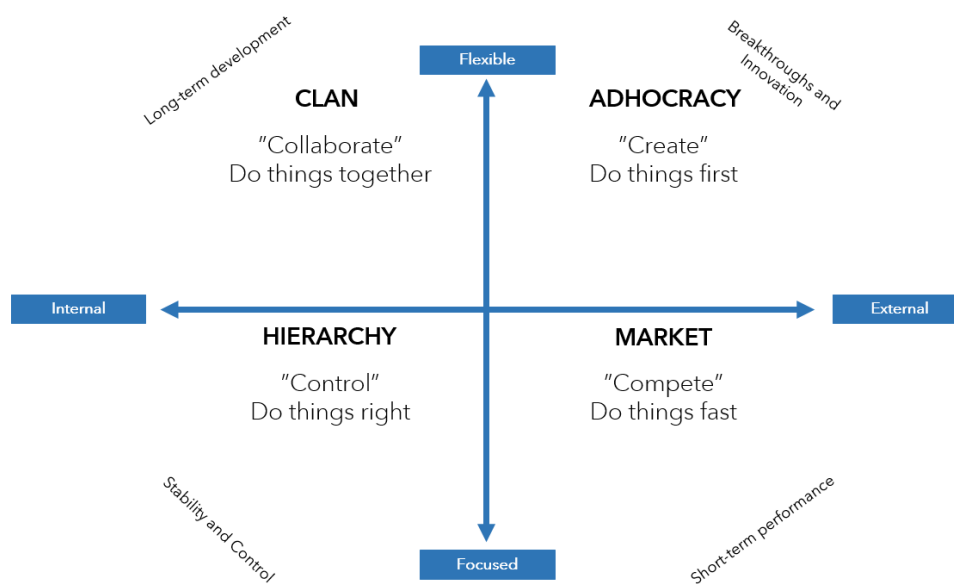 Long-term development
Flexible
Breakthroughs and
Innovation
CLAN
"Collaborate"
Do things together
ADHOCRACY
"Create"
Do things first
Internal
External
HIERARCHY
"Control"
Do things right
MARKET
"Compete"
Do things fast
Stability and Control
Focused
Short-term performance